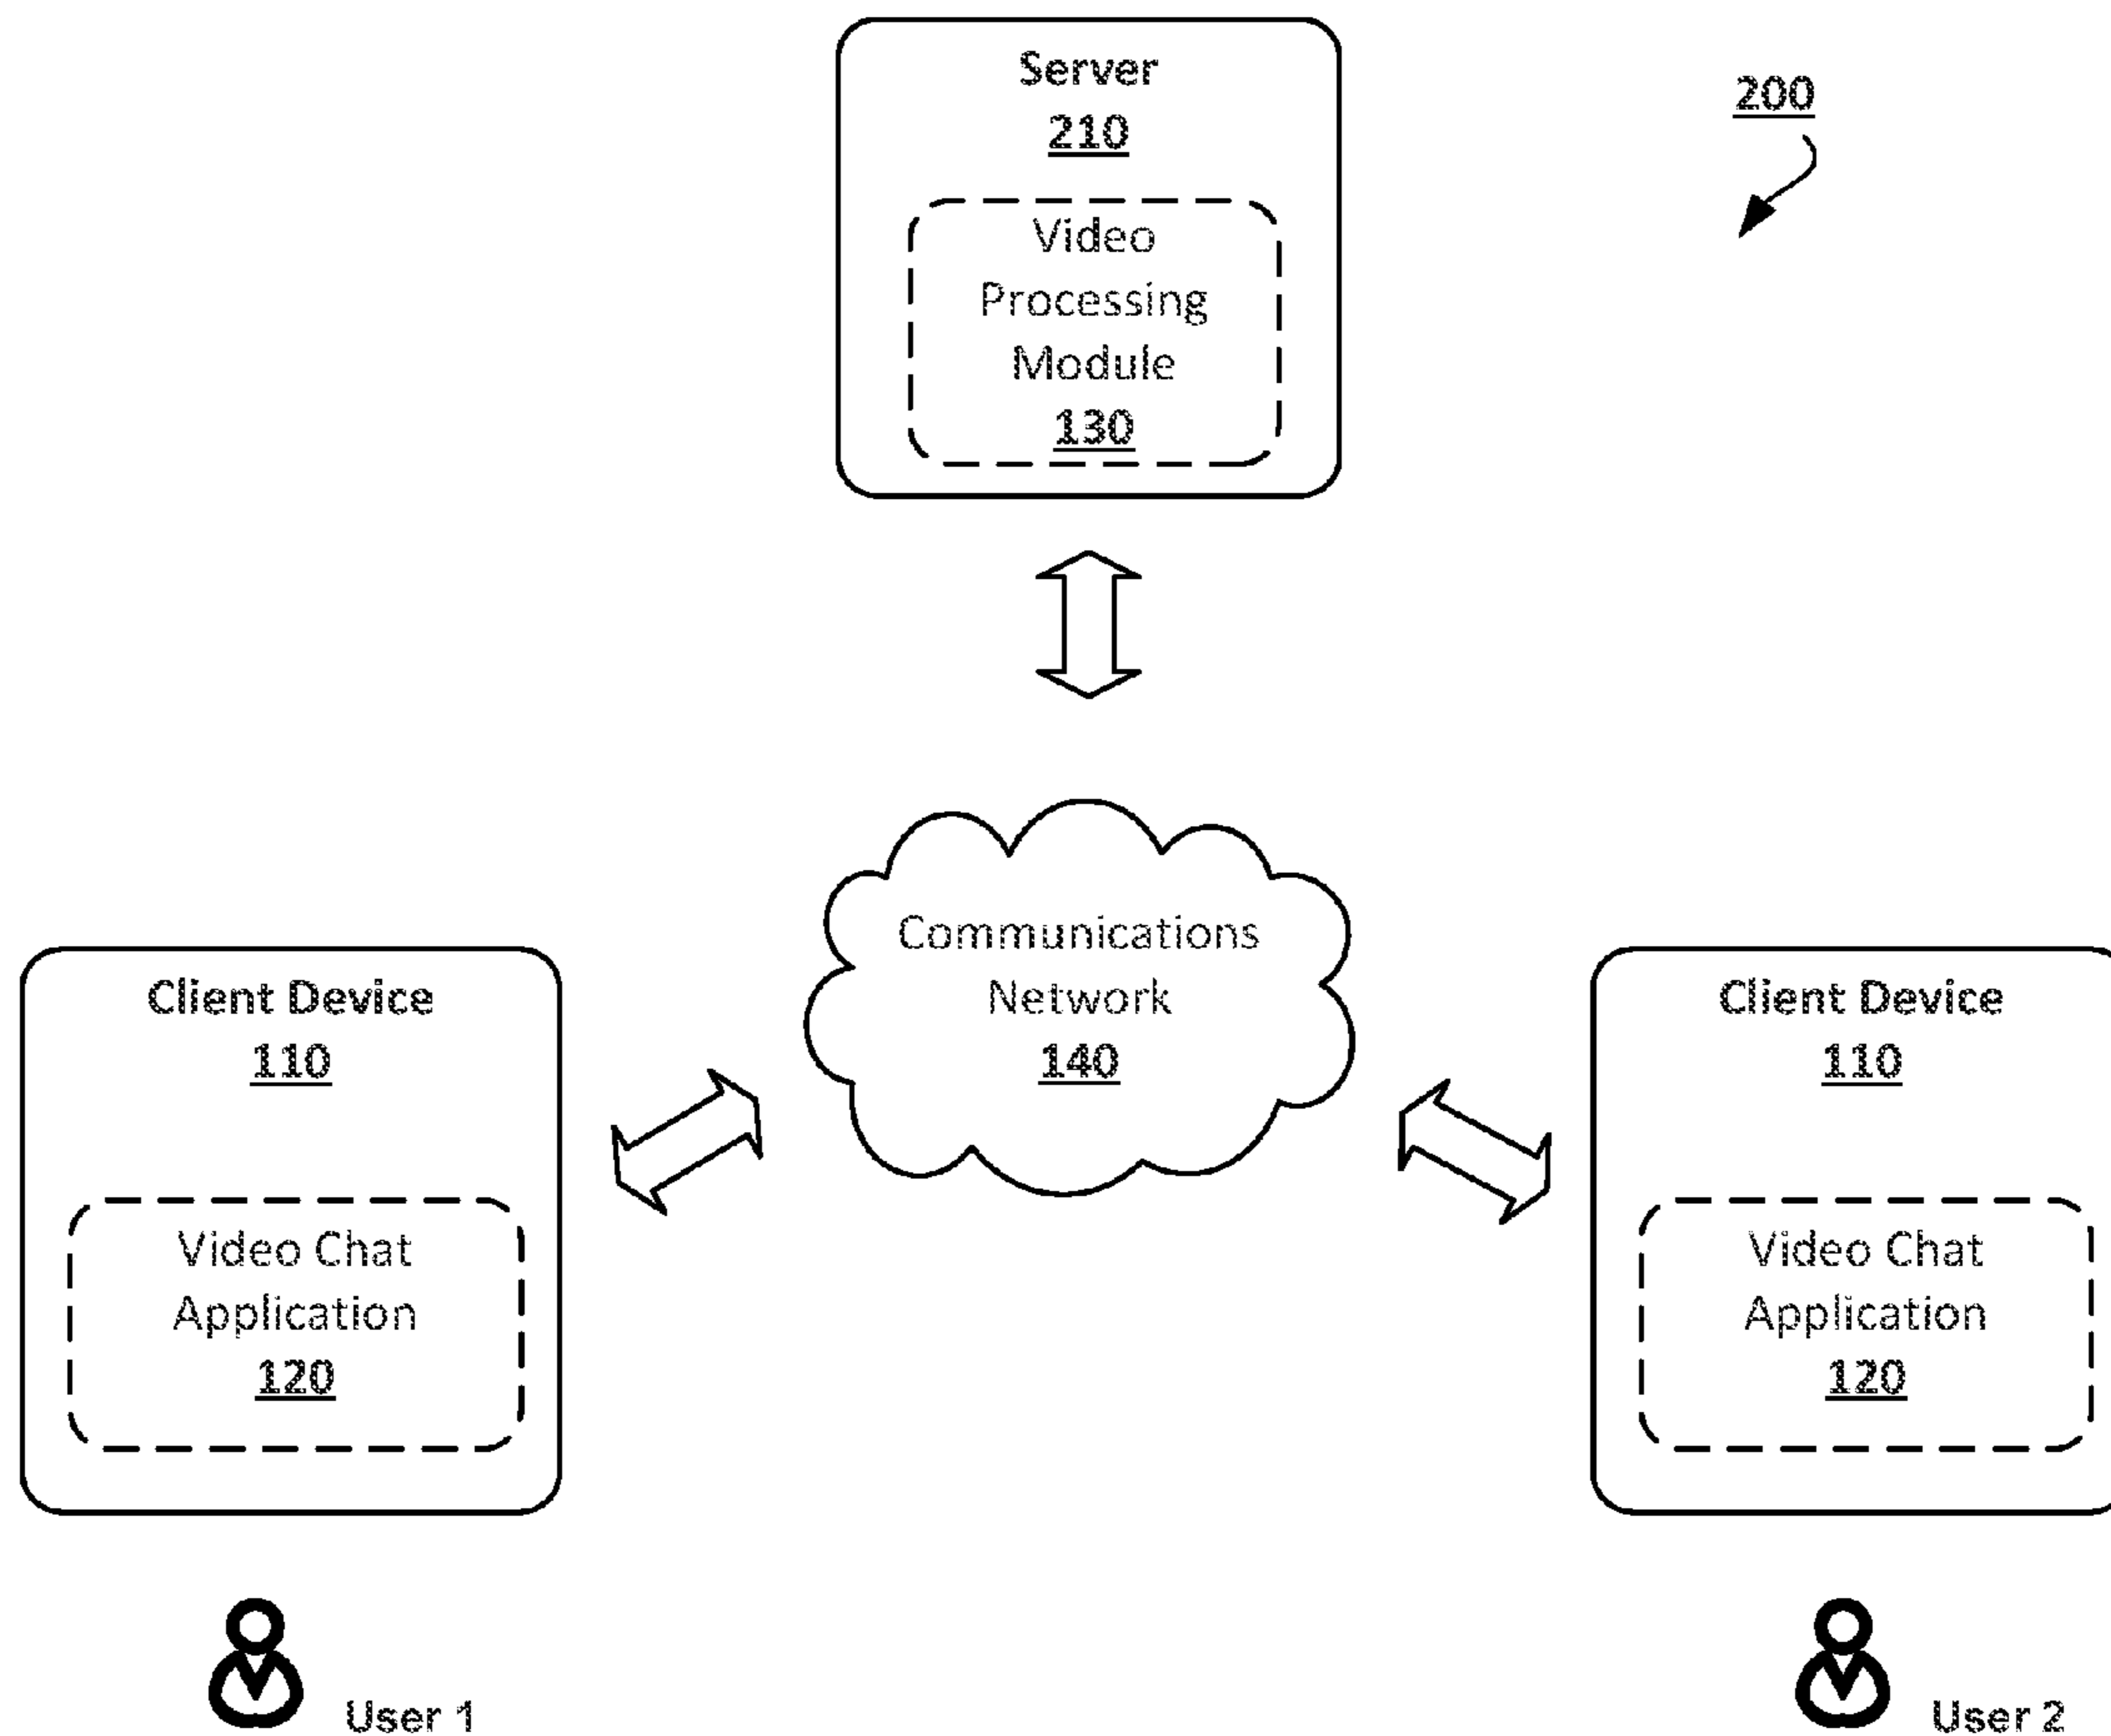 Server
210
Video
Processing
Module
130
200
Communications
Network
140
Client Device
110
Video Chat
Application
120
Client Device
110
Video Chat
Application
120
User 1
User 2